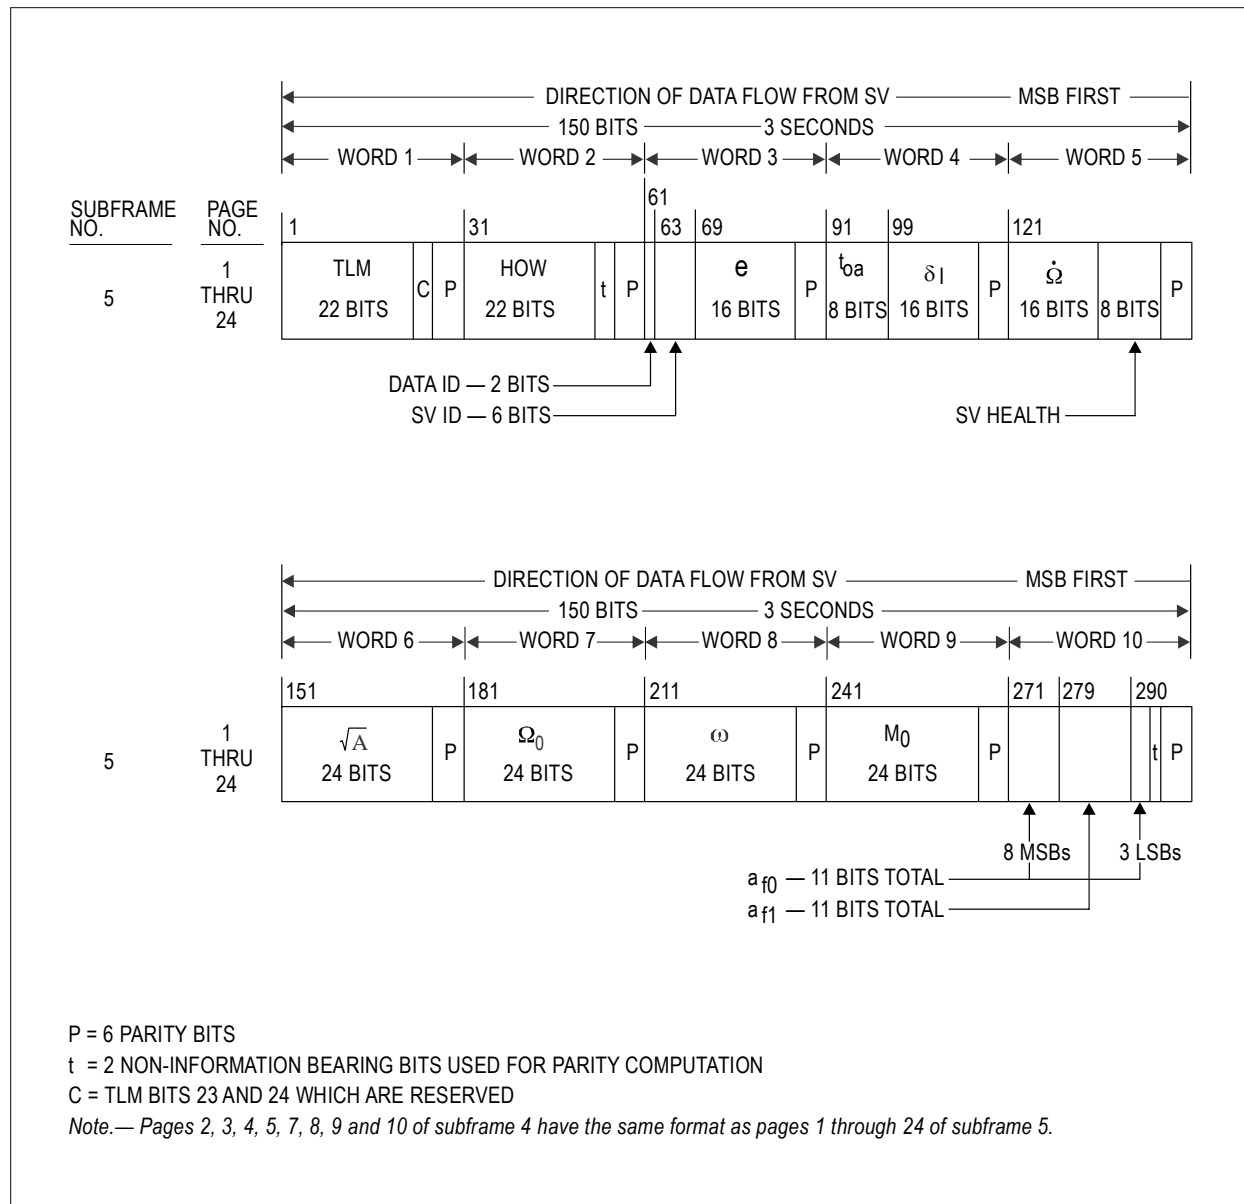 DIRECTION OF DATA FLOW FROM SV MSB FIRST
150 BITS 3 SECONDS
WORD 1 WORD 2 WORD 3 WORD 4 WORD 5
SUBFRAME NO. PAGE NO.
1 31 61 63 69 91 99 121
5 1 THRU 24
TLM 22 BITS C P HOW 22 BITS t P e 16 BITS P t oa 8 BITS δI 16 BITS P Ω̇ 16 BITS 8 BITS P
DATA ID — 2 BITS
SV ID — 6 BITS SV HEALTH
DIRECTION OF DATA FLOW FROM SV MSB FIRST
150 BITS 3 SECONDS
WORD 6 WORD 7 WORD 8 WORD 9 WORD 10
151 181 211 241 271 279 290
5 1 THRU 24
√A 24 BITS P Ω0 24 BITS P ω 24 BITS P M0 24 BITS P t P
8 MSBs 3 LSBs
a f0 — 11 BITS TOTAL
a f1 — 11 BITS TOTAL
P = 6 PARITY BITS
t = 2 NON-INFORMATION BEARING BITS USED FOR PARITY COMPUTATION
C = TLM BITS 23 AND 24 WHICH ARE RESERVED
Note.— Pages 2, 3, 4, 5, 7, 8, 9 and 10 of subframe 4 have the same format as pages 1 through 24 of subframe 5.